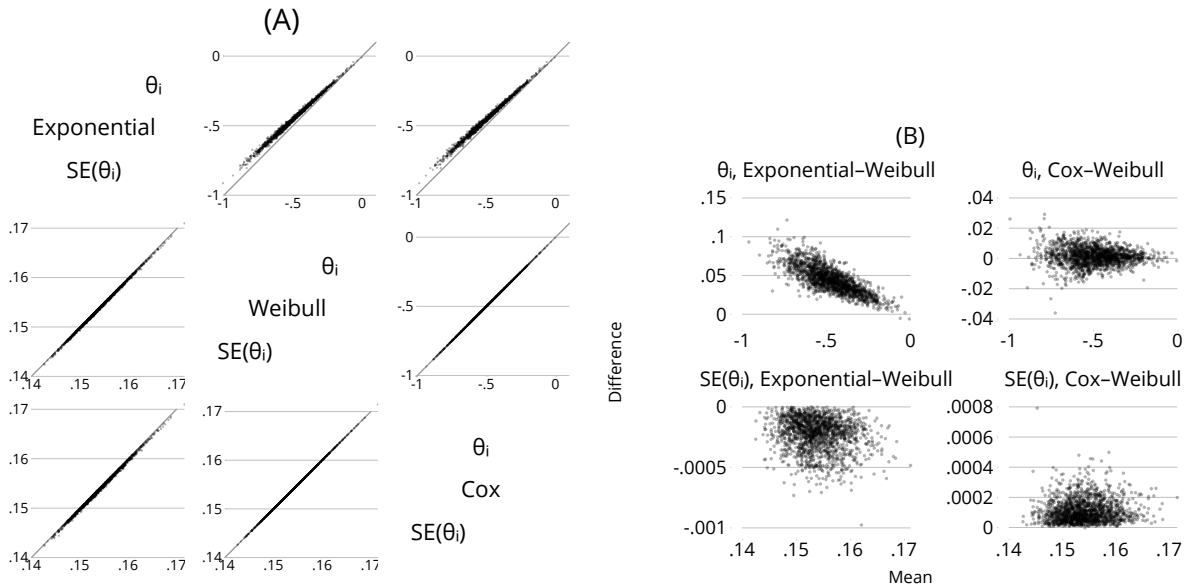 (A)
0
-.5
-1
-1 -.5 0
-1 -.5 0
θᵢ
Exponential
SE(θᵢ)
.17
.16
.15
.14
.14 .15 .16 .17
θᵢ
Weibull
SE(θᵢ)
0
-.5
-1
-1 -.5 0
.17
.16
.15
.14
.14 .15 .16 .17
.17
.16
.15
.14
.14 .15 .16 .17
θᵢ
Cox
SE(θᵢ)
(B)
Difference
θᵢ, Exponential–Weibull
.15
.1
.05
0
-1 -.5 0
θᵢ, Cox–Weibull
.04
.02
0
-.02
-.04
-1 -.5 0
SE(θᵢ), Exponential–Weibull
0
-.0005
-.001
.14 .15 .16 .17
SE(θᵢ), Cox–Weibull
.0008
.0006
.0004
.0002
0
.14 .15 .16 .17
Mean